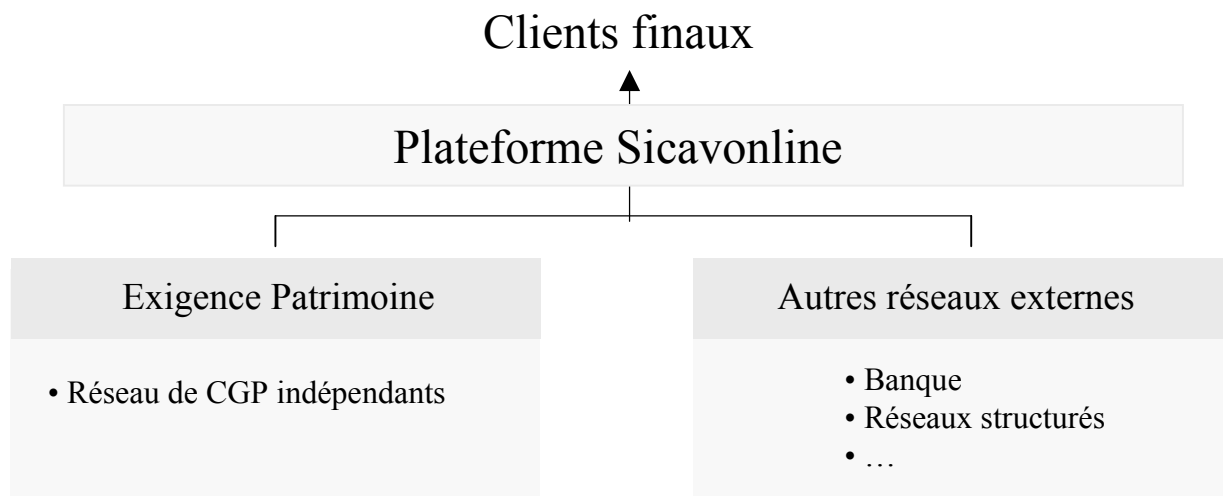 Clients finaux
Plateforme Sicavonline
Exigence Patrimoine
• Réseau de CGP indépendants
Autres réseaux externes
• Banque
• Réseaux structurés
• …